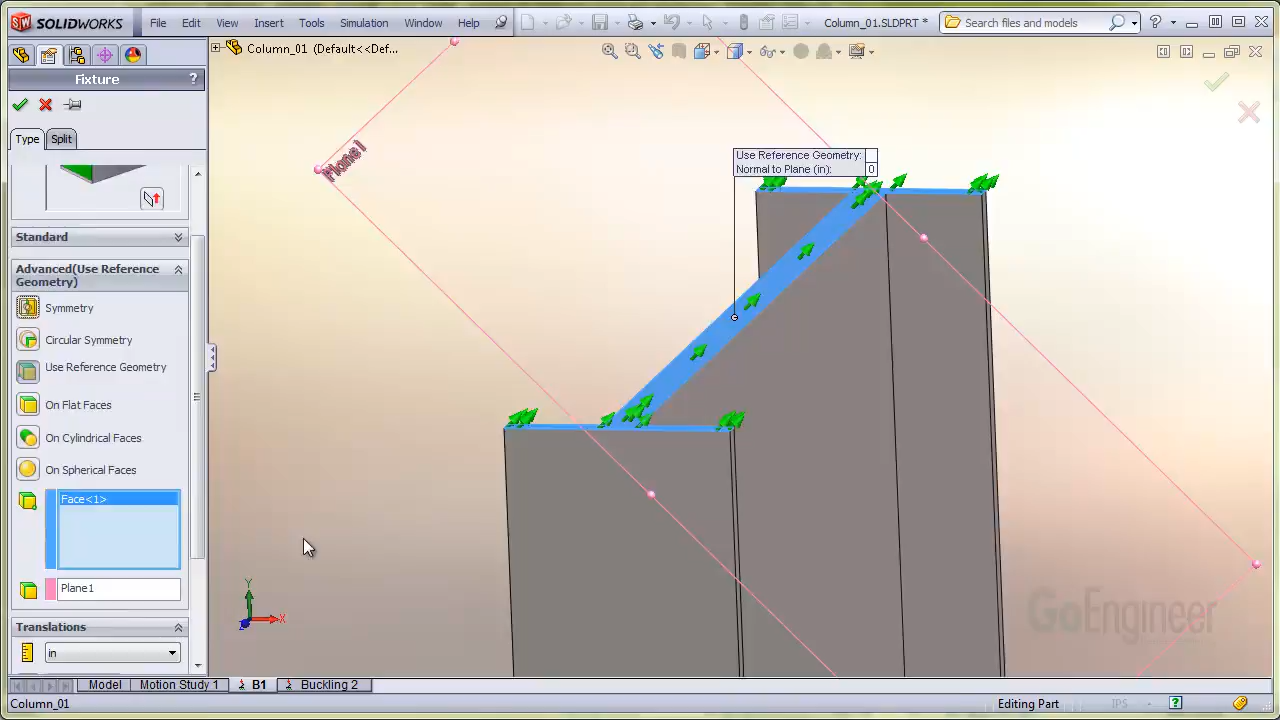 SOLIDWORKS
File Edit View Insert Tools Simulation Window Help
Column_01.SLDPRT *
Search files and models
?
Column_01 (Default<<Def...
Fixture
?
Type
Split
Standard
Advanced(Use Reference
Geometry)
Symmetry
Circular Symmetry
Use Reference Geometry
On Flat Faces
On Cylindrical Faces
On Spherical Faces
Face<1>
Plane1
Translations
in
Plane1
Use Reference Geometry:
Normal to Plane (in): 0
Y
X
GoEngineer
Model
Motion Study 1
B1
Buckling 2
Column_01
Editing Part
IPS
?